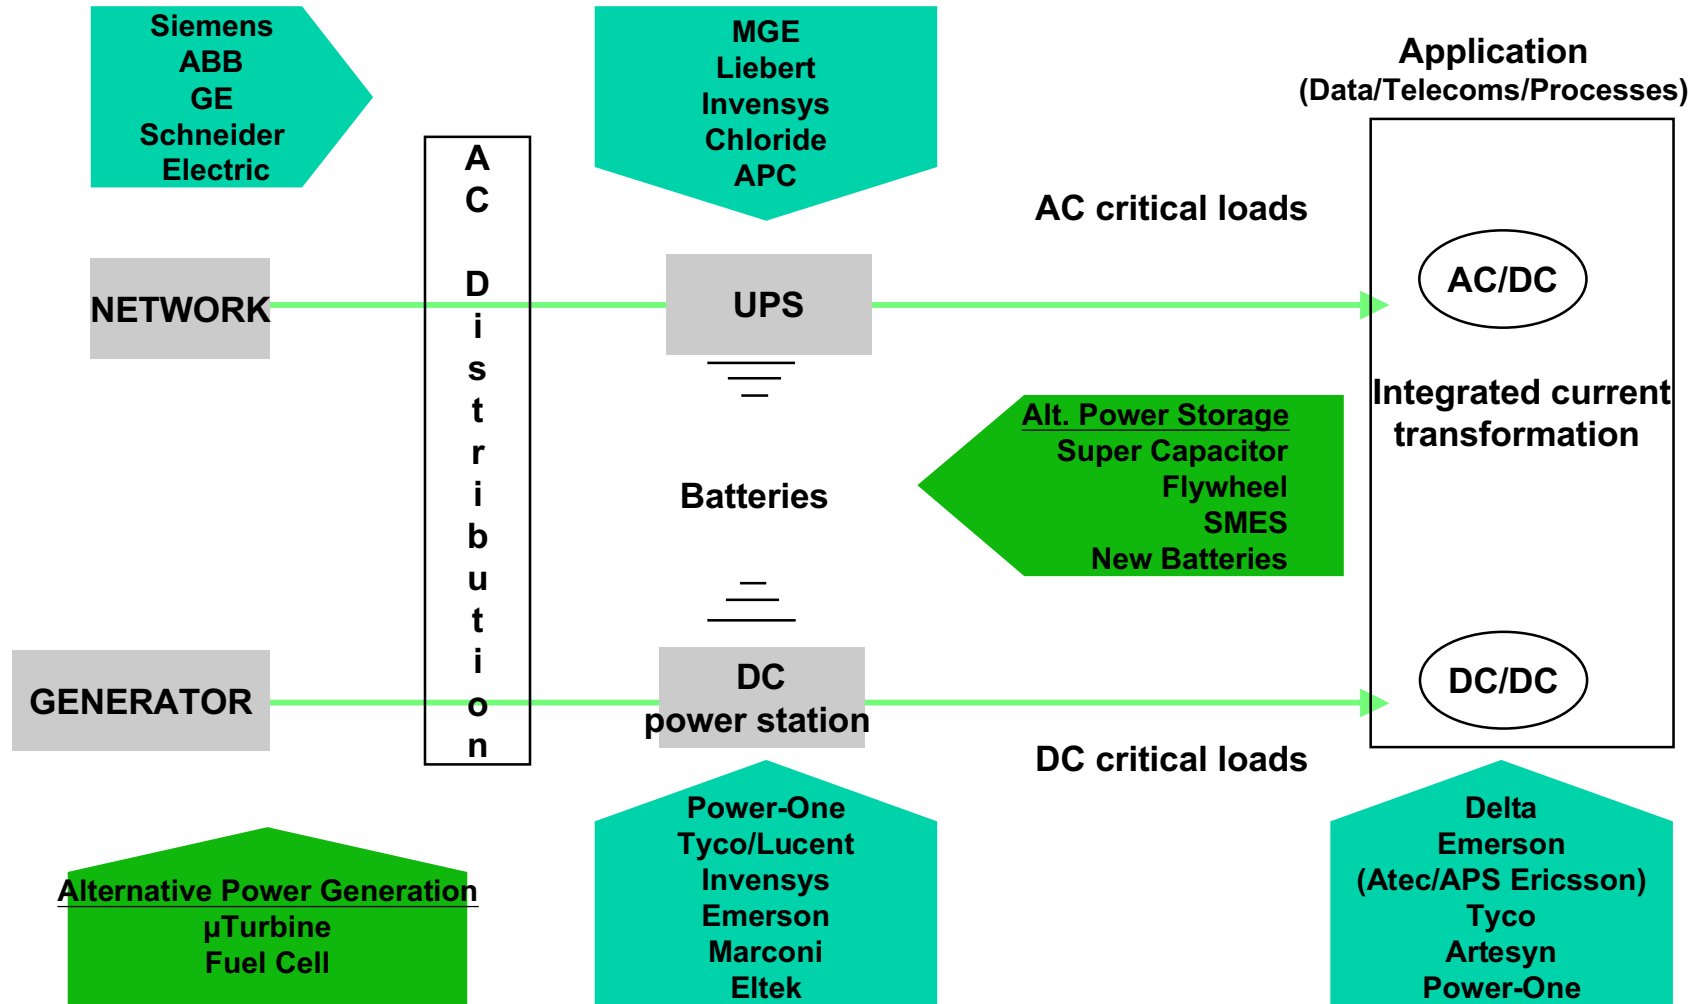 Siemens
ABB
GE
Schneider
Electric
MGE
Liebert
Invensys
Chloride
APC
Application
(Data/Telecoms/Processes)
AC Distribution
AC critical loads
NETWORK
UPS
AC/DC
Integrated current
transformation
Alt. Power Storage
Super Capacitor
Flywheel
SMES
New Batteries
Batteries
GENERATOR
DC
power station
DC/DC
DC critical loads
Alternative Power Generation
µTurbine
Fuel Cell
Power-One
Tyco/Lucent
Invensys
Emerson
Marconi
Eltek
Delta
Emerson
(Atec/APS Ericsson)
Tyco
Artesyn
Power-One